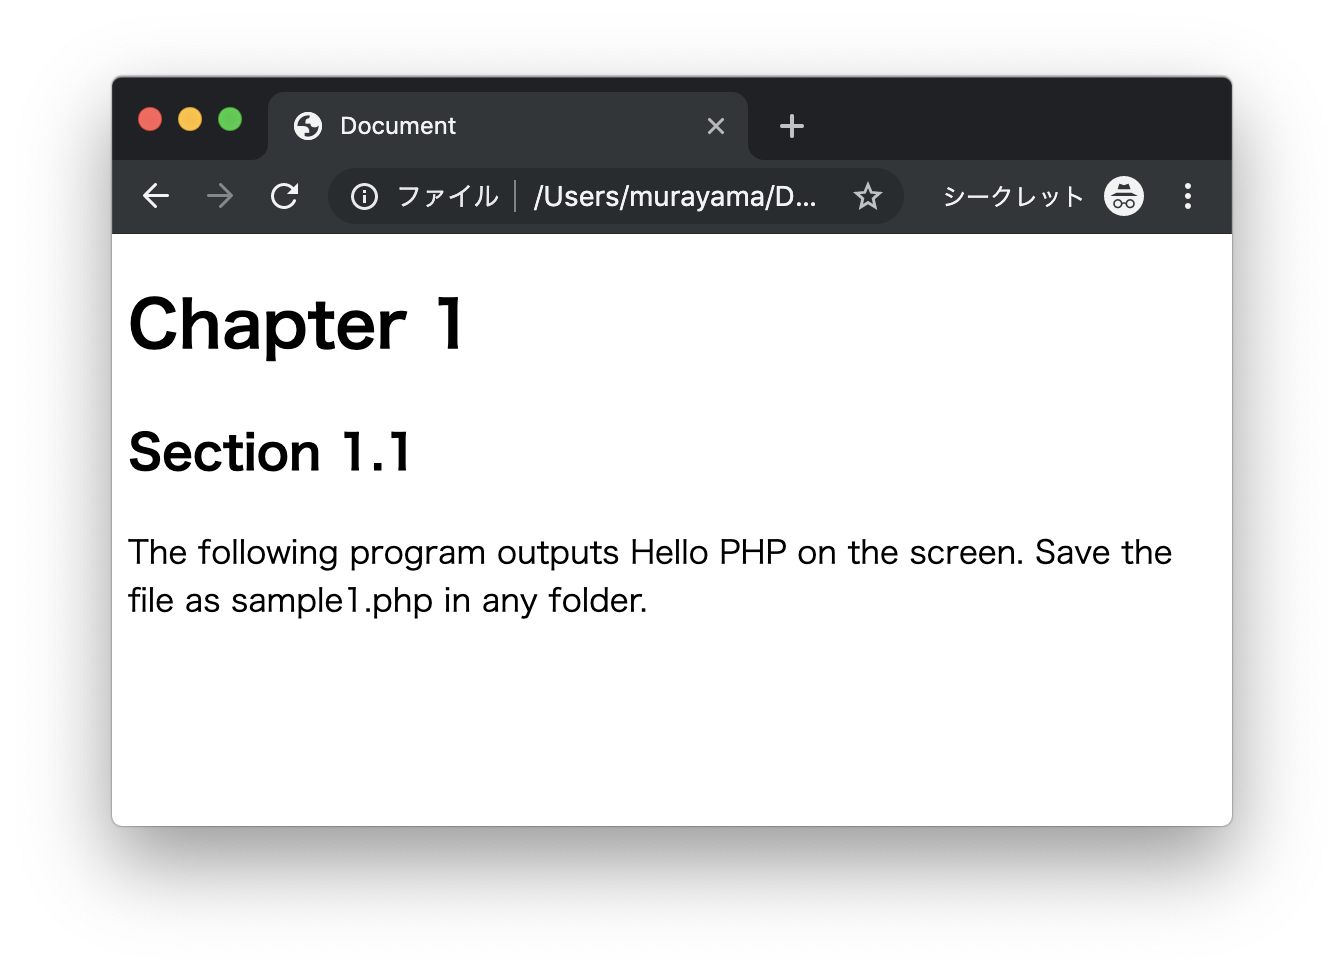 Document
ファイル /Users/murayama/D... シークレット
Chapter 1
Section 1.1
The following program outputs Hello PHP on the screen. Save the
file as sample1.php in any folder.